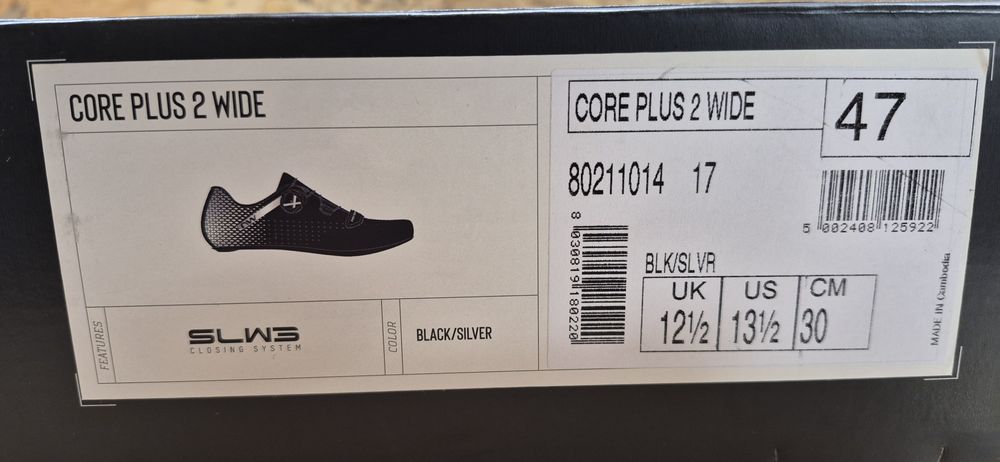 CORE PLUS 2 WIDE
FEATURES
SLW3
CLOSING SYSTEM
COLOR
BLACK/SILVER
CORE PLUS 2 WIDE
47
80211014 17
5 002408 125922
8 030819 180220
BLK/SLVR
UK US CM
12½ 13½ 30
MADE IN Cambodia